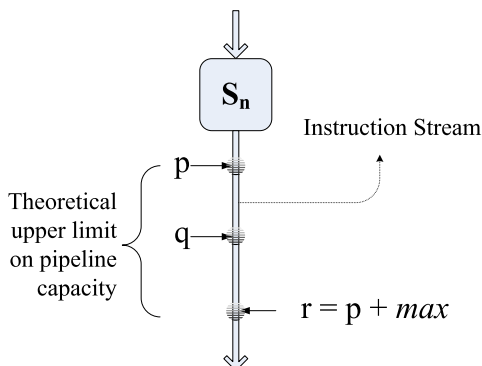 Sn
Instruction Stream
p
Theoretical
upper limit
on pipeline
capacity
q
r = p + max